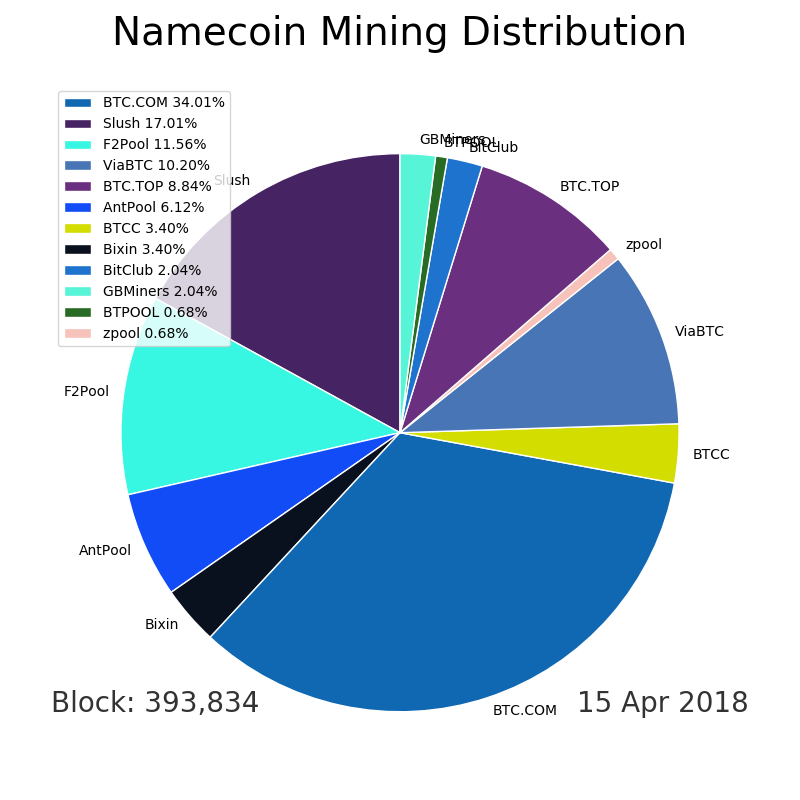 Namecoin Mining Distribution
BTC.COM 34.01%
Slush 17.01%
F2Pool 11.56%
ViaBTC 10.20%
BTC.TOP 8.84%
AntPool 6.12%
BTCC 3.40%
Bixin 3.40%
BitClub 2.04%
GBMiners 2.04%
BTPOOL 0.68%
zpool 0.68%
GBMiners
BTPOOL
BitClub
Slush
BTC.TOP
zpool
ViaBTC
F2Pool
BTCC
AntPool
Bixin
BTC.COM
Block: 393,834
15 Apr 2018